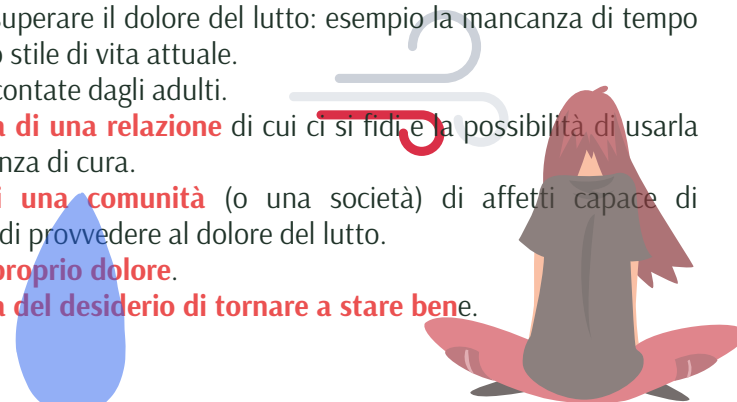 superare il dolore del lutto: esempio la mancanza di tempo
o stile di vita attuale.
contate dagli adulti.
a di una relazione di cui ci si fidi e la possibilità di usarla
nza di cura.
i una comunità (o una società) di affetti capace di
di provvedere al dolore del lutto.
proprio dolore.
a del desiderio di tornare a stare bene.